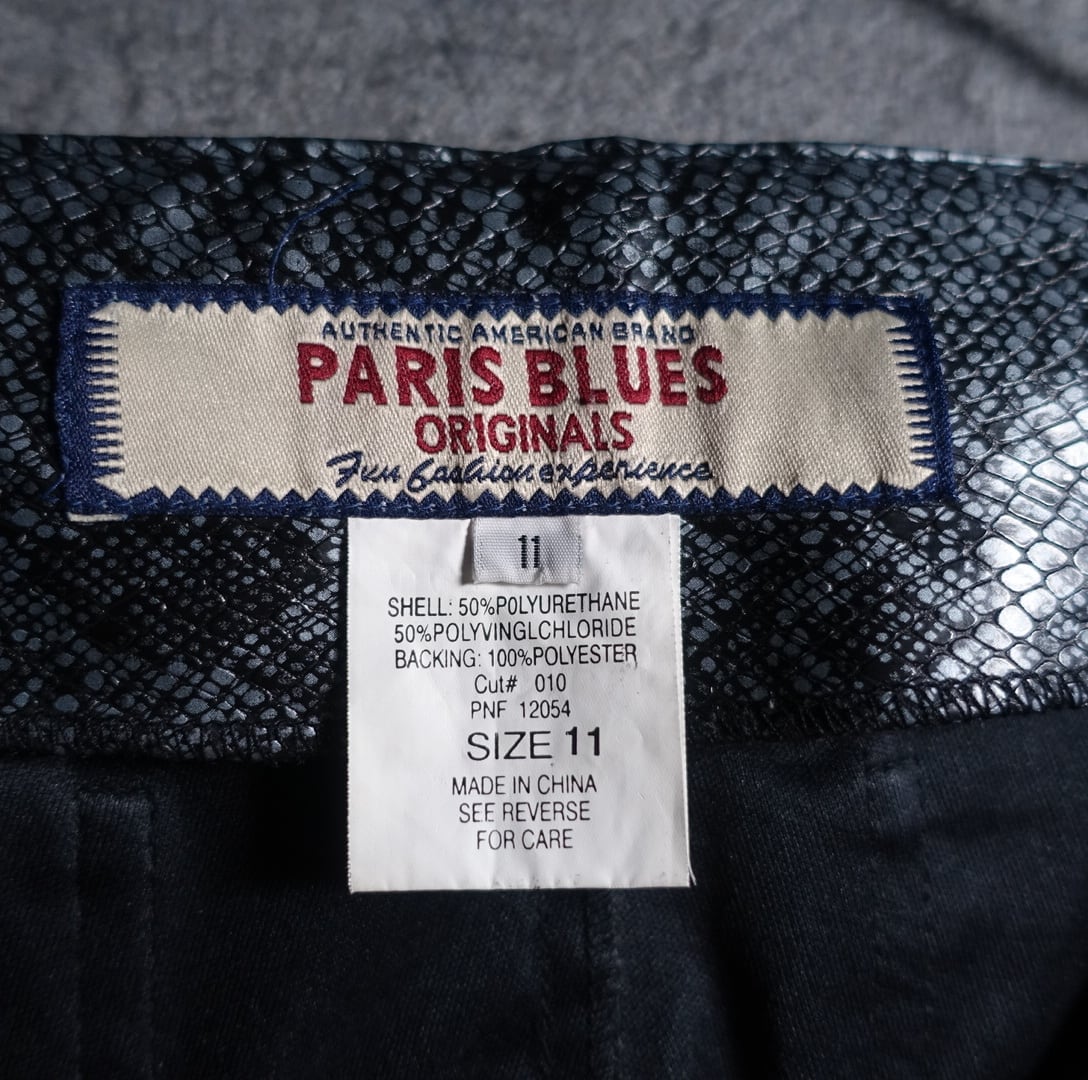 AUTHENTIC AMERICAN BRAND
PARIS BLUES
ORIGINALS
Fun fashion experience
11
SHELL: 50%POLYURETHANE
50%POLYVINGLCHLORIDE
BACKING: 100%POLYESTER
Cut# 010
PNF 12054
SIZE 11
MADE IN CHINA
SEE REVERSE
FOR CARE